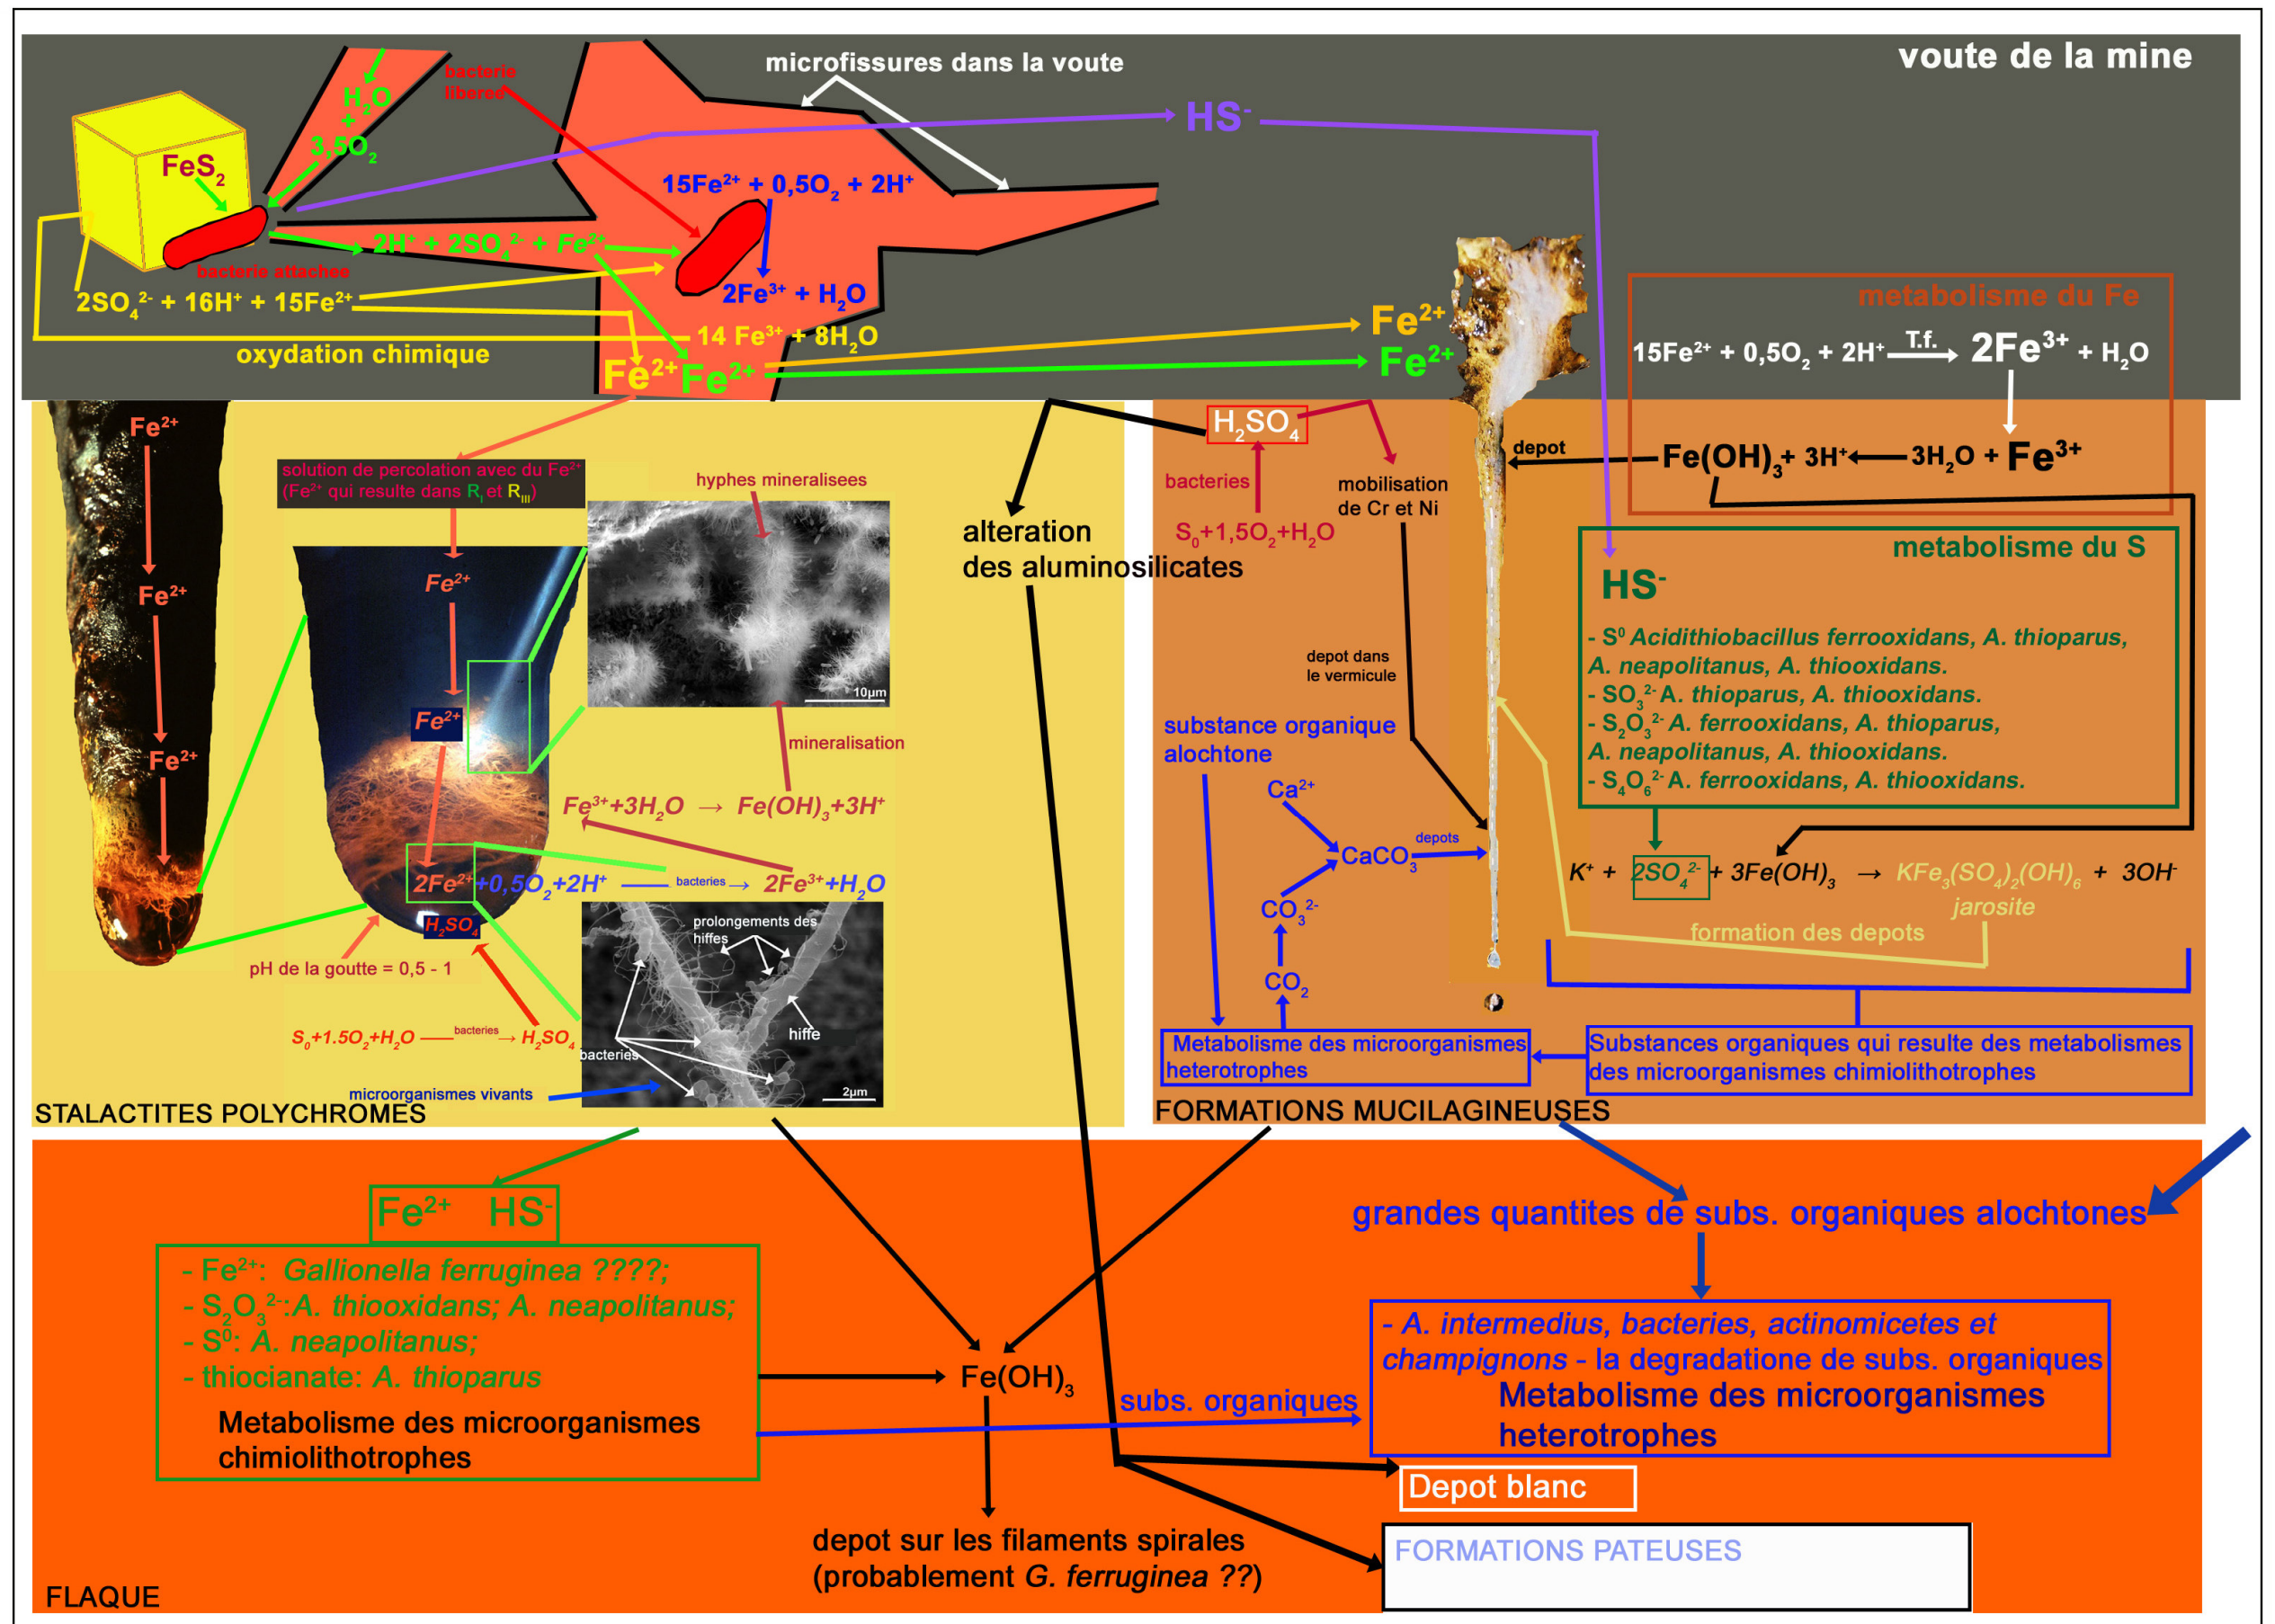 voute de la mine
microfissures dans la voute
bacterie
liberee
H₂O
+
3,5O₂
HS⁻
FeS₂
15Fe²⁺ + 0,5O₂ + 2H⁺
2H⁺ + 2SO₄²⁻ + Fe²⁺
bacterie attachee
2SO₄²⁻ + 16H⁺ + 15Fe²⁺
2Fe³⁺ + H₂O
14 Fe³⁺ + 8H₂O
oxydation chimique
Fe²⁺ Fe²⁺
Fe²⁺
Fe²⁺
metabolisme du Fe
15Fe²⁺ + 0,5O₂ + 2H⁺ T.f. 2Fe³⁺ + H₂O
Fe(OH)₃+ 3H⁺ 3H₂O + Fe³⁺
depot
Fe²⁺
Fe²⁺
Fe²⁺
solution de percolation avec du Fe²⁺
(Fe²⁺ qui resulte dans R_I et R_III)
Fe²⁺
Fe²⁺
hyphes mineralisees
10µm
mineralisation
Fe³⁺+3H₂O → Fe(OH)₃+3H⁺
2Fe²⁺+0,5O₂+2H⁺ bacteries → 2Fe³⁺+H₂O
H₂SO₄
pH de la goutte = 0,5 - 1
S₀+1.5O₂+H₂O bacteries → H₂SO₄
prolongements des
hiffes
hiffe
bacteries
2µm
microorganismes vivants
STALACTITES POLYCHROMES
H₂SO₄
bacteries
S₀+1,5O₂+H₂O
mobilisation
de Cr et Ni
alteration
des aluminosilicates
depot dans
le vermicule
substance organique
alochtone
Ca²⁺
CaCO₃
depots
CO₃²⁻
CO₂
Metabolisme des microorganismes
heterotrophes
metabolisme du S
HS⁻
- S⁰ Acidithiobacillus ferrooxidans, A. thioparus,
A. neapolitanus, A. thiooxidans.
- SO₃²⁻ A. thioparus, A. thiooxidans.
- S₂O₃²⁻ A. ferrooxidans, A. thioparus,
A. neapolitanus, A. thiooxidans.
- S₄O₆²⁻ A. ferrooxidans, A. thiooxidans.
K⁺ + 2SO₄²⁻ + 3Fe(OH)₃ → KFe₃(SO₄)₂(OH)₆ + 3OH⁻
jarosite
formation des depots
Substances organiques qui resulte des metabolismes
des microorganismes chimiolithotrophes
FORMATIONS MUCILAGINEUSES
Fe²⁺ HS⁻
- Fe²⁺: Gallionella ferruginea ????;
- S₂O₃²⁻:A. thiooxidans; A. neapolitanus;
- S⁰: A. neapolitanus;
- thiocianate: A. thioparus
Metabolisme des microorganismes
chimiolithotrophes
Fe(OH)₃
subs. organiques
grandes quantites de subs. organiques alochtones
- A. intermedius, bacteries, actinomicetes et
champignons - la degradatione de subs. organiques
Metabolisme des microorganismes
heterotrophes
Depot blanc
FORMATIONS PATEUSES
depot sur les filaments spirales
(probablement G. ferruginea ??)
FLAQUE